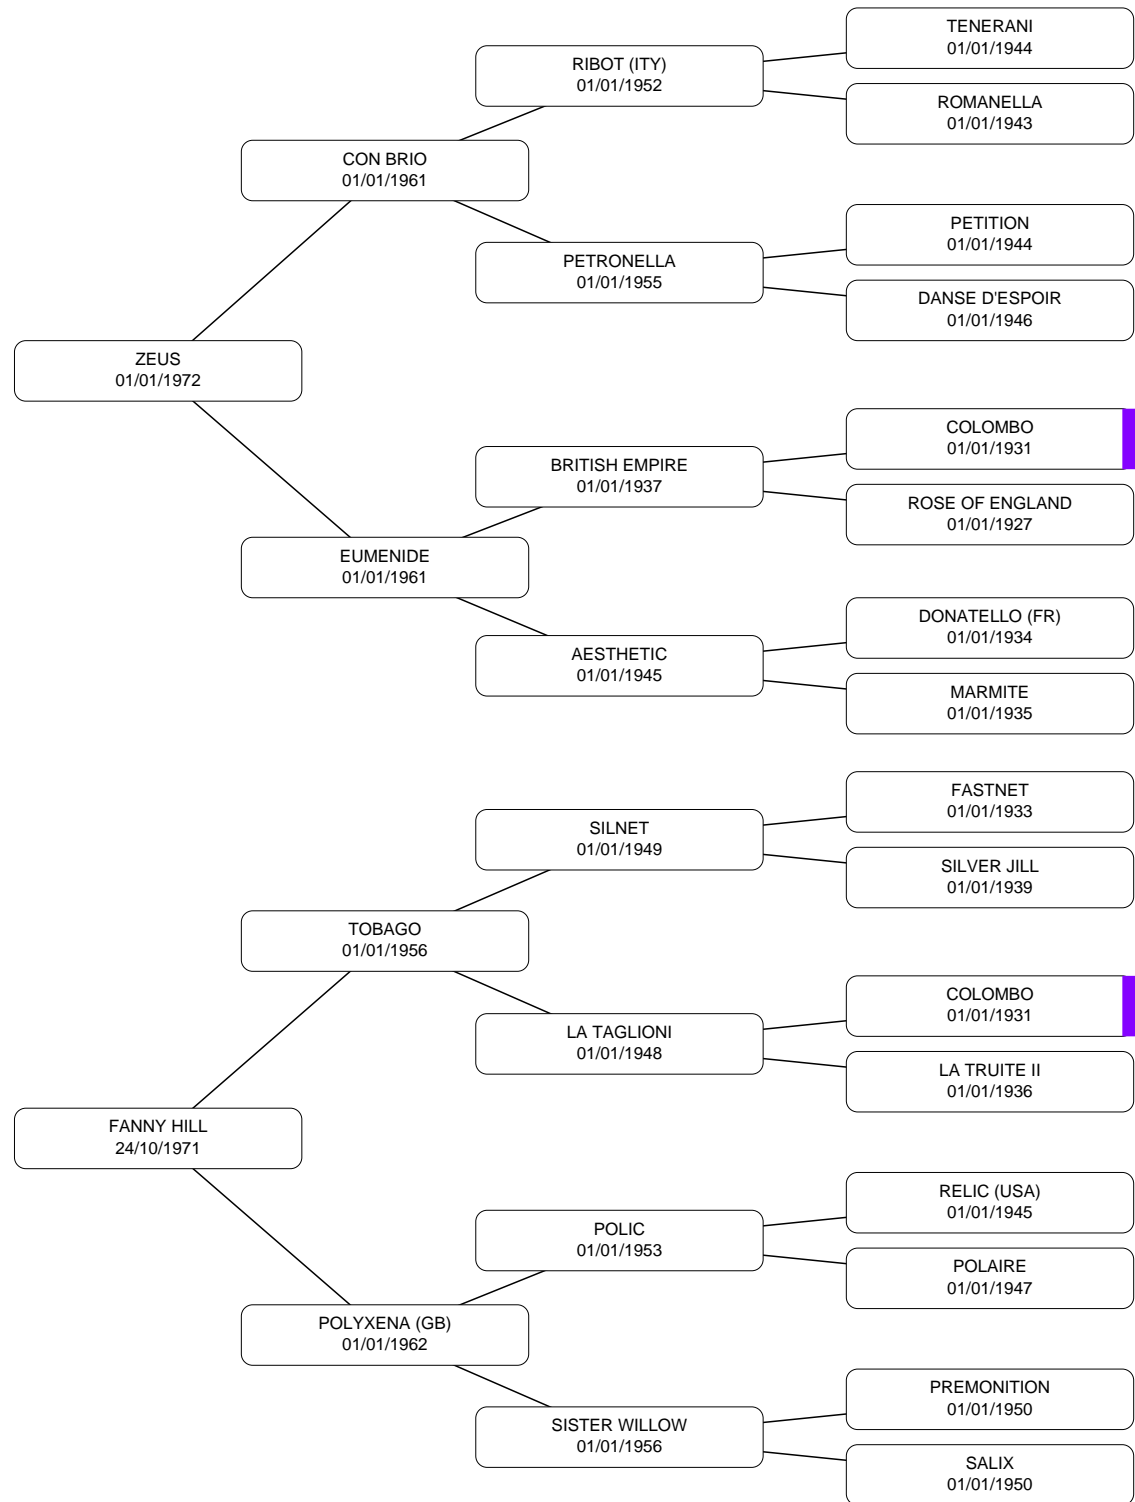 TENERANI
01/01/1944
RIBOT (ITY)
01/01/1952
ROMANELLA
01/01/1943
CON BRIO
01/01/1961
PETITION
01/01/1944
PETRONELLA
01/01/1955
DANSE D'ESPOIR
01/01/1946
ZEUS
01/01/1972
COLOMBO
01/01/1931
BRITISH EMPIRE
01/01/1937
ROSE OF ENGLAND
01/01/1927
EUMENIDE
01/01/1961
DONATELLO (FR)
01/01/1934
AESTHETIC
01/01/1945
MARMITE
01/01/1935
FASTNET
01/01/1933
SILNET
01/01/1949
SILVER JILL
01/01/1939
TOBAGO
01/01/1956
COLOMBO
01/01/1931
LA TAGLIONI
01/01/1948
LA TRUITE II
01/01/1936
FANNY HILL
24/10/1971
RELIC (USA)
01/01/1945
POLIC
01/01/1953
POLAIRE
01/01/1947
POLYXENA (GB)
01/01/1962
PREMONITION
01/01/1950
SISTER WILLOW
01/01/1956
SALIX
01/01/1950